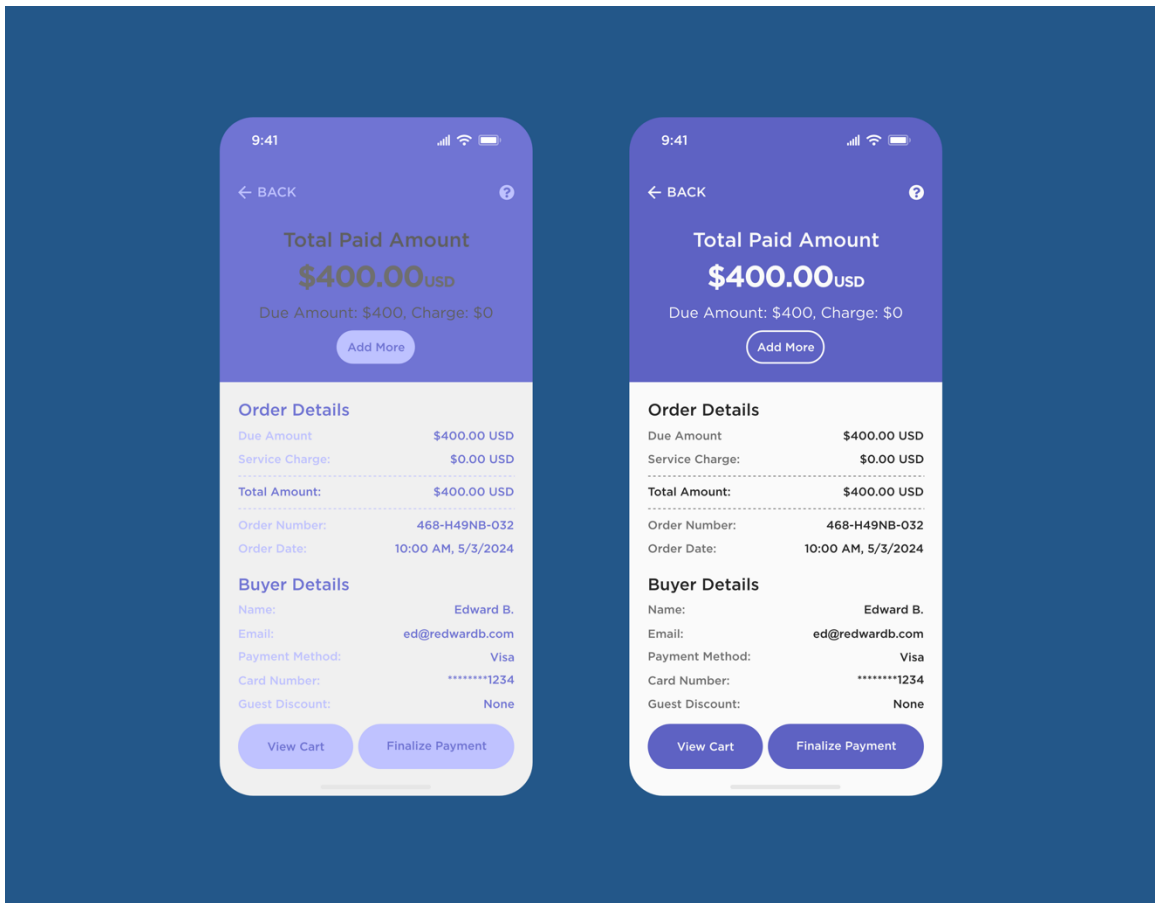 9:41
BACK
Total Paid Amount
$400.00USD
Due Amount: $400, Charge: $0
Add More
Order Details
Due Amount $400.00 USD
Service Charge: $0.00 USD
Total Amount: $400.00 USD
Order Number: 468-H49NB-032
Order Date: 10:00 AM, 5/3/2024
Buyer Details
Name: Edward B.
Email: ed@redwardb.com
Payment Method: Visa
Card Number: ********1234
Guest Discount: None
View Cart Finalize Payment
9:41
BACK
Total Paid Amount
$400.00USD
Due Amount: $400, Charge: $0
Add More
Order Details
Due Amount $400.00 USD
Service Charge: $0.00 USD
Total Amount: $400.00 USD
Order Number: 468-H49NB-032
Order Date: 10:00 AM, 5/3/2024
Buyer Details
Name: Edward B.
Email: ed@redwardb.com
Payment Method: Visa
Card Number: ********1234
Guest Discount: None
View Cart Finalize Payment